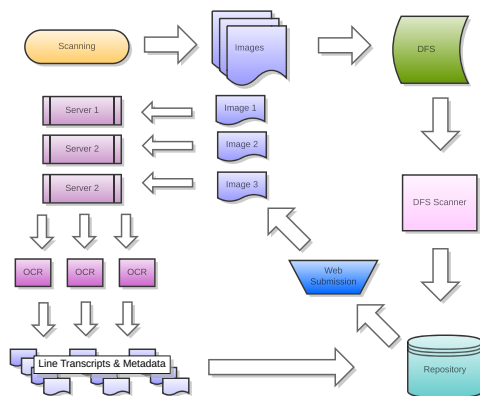 Scanning
Images
DFS
Server 1
Image 1
Server 2
Image 2
Server 2
Image 3
DFS Scanner
OCR
OCR
OCR
Web
Submission
Line Transcripts & Metadata
Repository